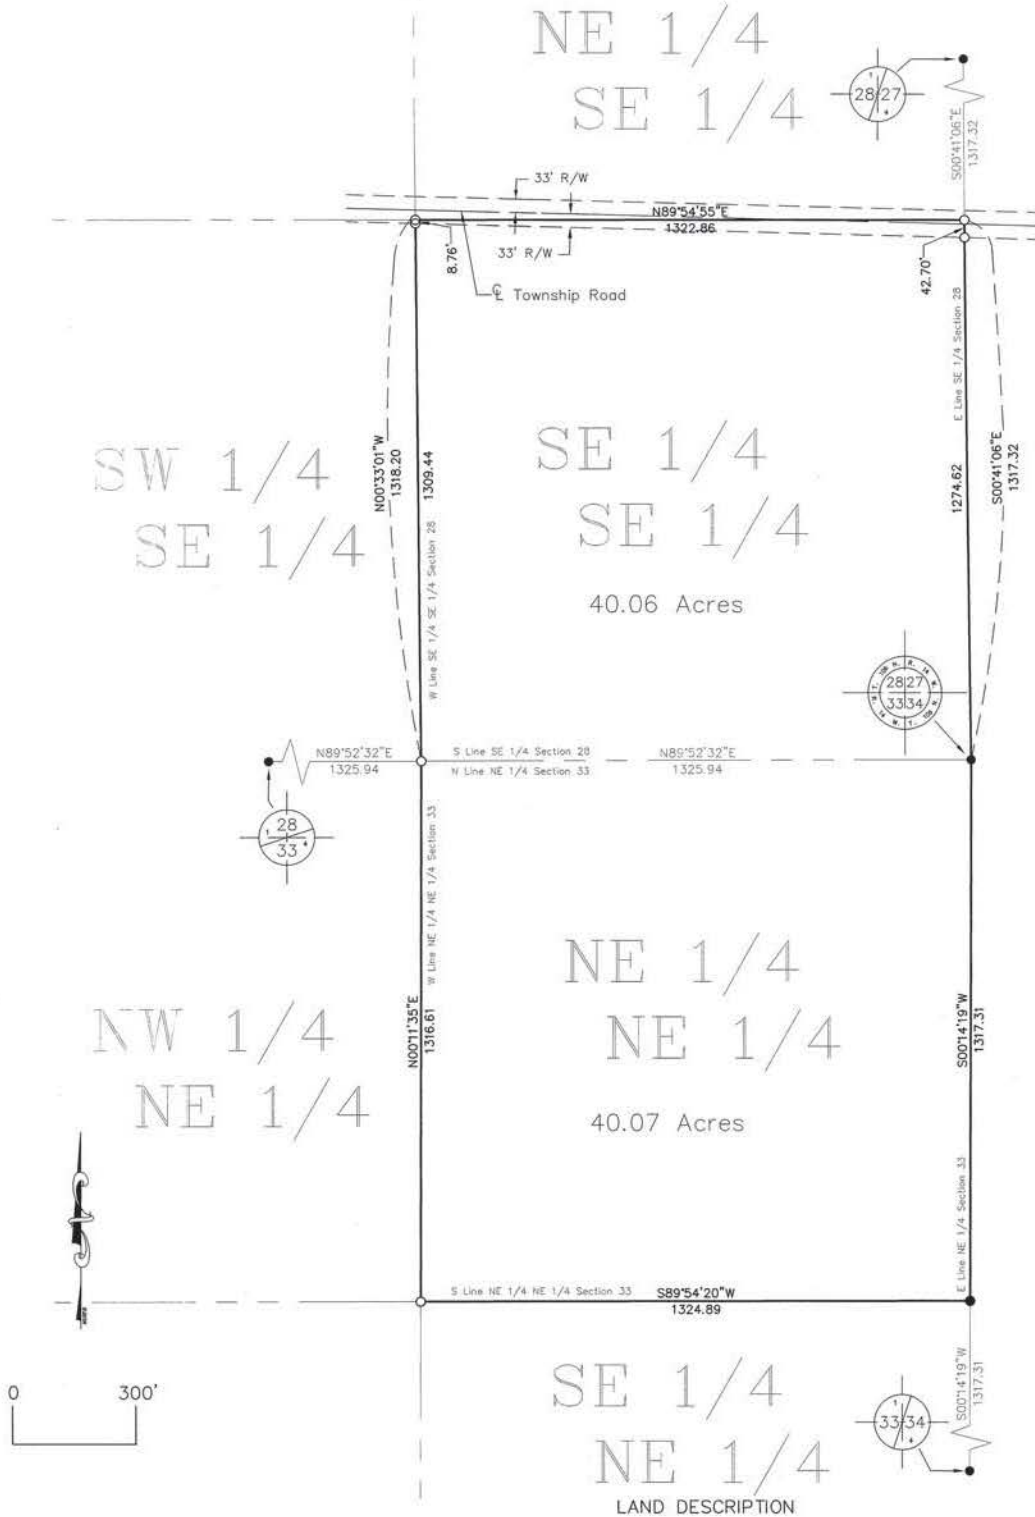 NE 1/4
SE 1/4
1
28 27
4
S00°41'06"E
1317.32
33' R/W
N89°54'55"E
1322.86
33' R/W
8.76'
42.70'
℄ Township Road
E Line SE 1/4 Section 28
SW 1/4
SE 1/4
N00°33'01"W
1318.20
1309.44
W Line SE 1/4 SE 1/4 Section 28
SE 1/4
SE 1/4
40.06 Acres
1274.62
S00°41'06"E
1317.32
28 27
33 34
N89°52'32"E
1325.94
S Line SE 1/4 Section 28
N Line NE 1/4 Section 33
N89°52'32"E
1325.94
28
1 4
33
W Line NE 1/4 NE 1/4 Section 33
NW 1/4
NE 1/4
N00°11'35"E
1316.61
NE 1/4
NE 1/4
40.07 Acres
S00°14'19"W
1317.31
E Line NE 1/4 Section 33
S Line NE 1/4 NE 1/4 Section 33
S89°54'20"W
1324.89
0 300'
SE 1/4
NE 1/4
1
33 34
4
S00°14'19"W
1317.31
LAND DESCRIPTION